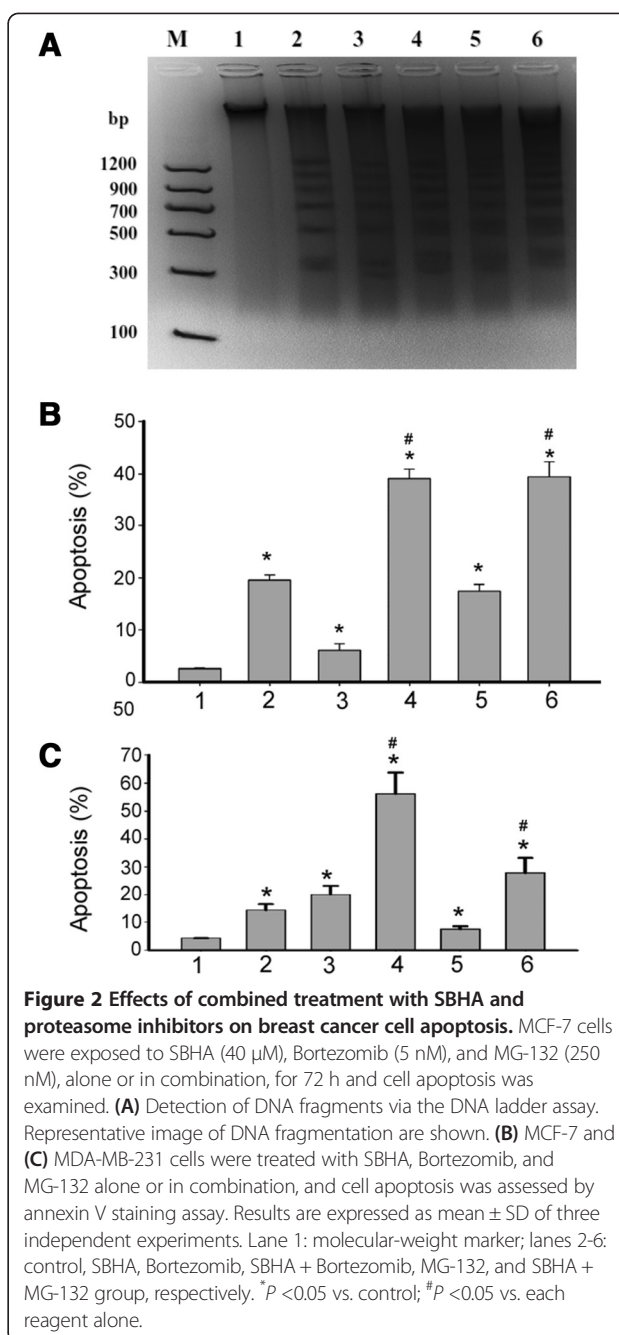 A
M 1 2 3 4 5 6
bp
1200
900
700
500
300
100
B
Apoptosis (%)
50
40
30
20
10
0
50
* * # * * # *
1 2 3 4 5 6
C
Apoptosis (%)
70
60
50
40
30
20
10
0
* * # * * # *
1 2 3 4 5 6
Figure 2 Effects of combined treatment with SBHA and
proteasome inhibitors on breast cancer cell apoptosis. MCF-7 cells
were exposed to SBHA (40 μM), Bortezomib (5 nM), and MG-132 (250
nM), alone or in combination, for 72 h and cell apoptosis was
examined. (A) Detection of DNA fragments via the DNA ladder assay.
Representative image of DNA fragmentation are shown. (B) MCF-7 and
(C) MDA-MB-231 cells were treated with SBHA, Bortezomib, and
MG-132 alone or in combination, and cell apoptosis was assessed by
annexin V staining assay. Results are expressed as mean ± SD of three
independent experiments. Lane 1: molecular-weight marker; lanes 2-6:
control, SBHA, Bortezomib, SBHA + Bortezomib, MG-132, and SBHA +
MG-132 group, respectively. *P <0.05 vs. control; #P <0.05 vs. each
reagent alone.